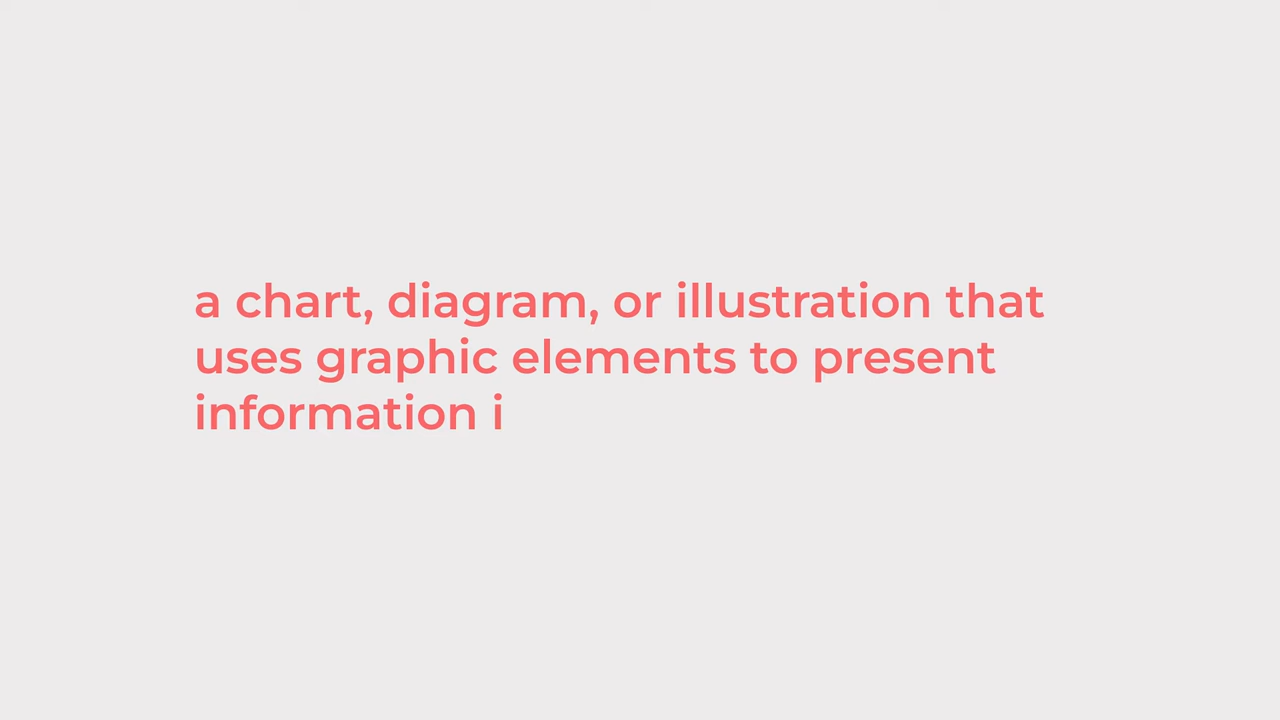 a chart, diagram, or illustration that
uses graphic elements to present
information i